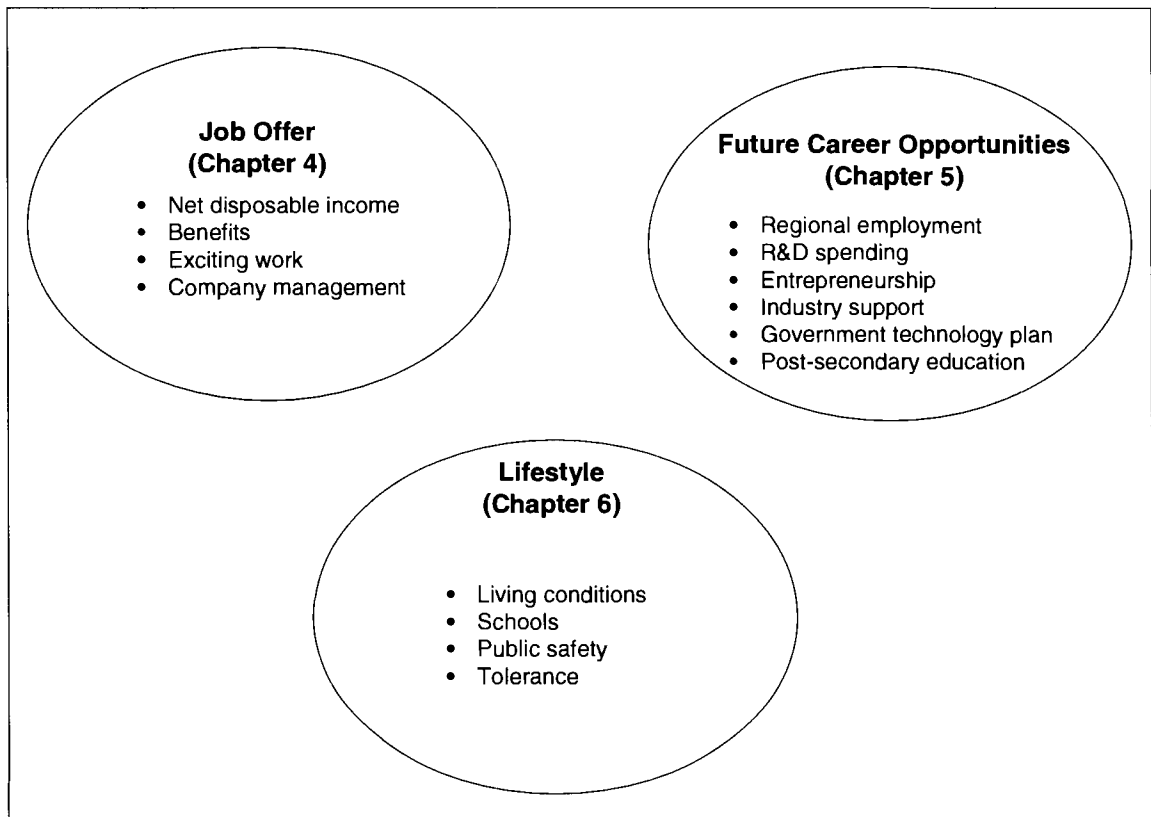 Job Offer
(Chapter 4)
• Net disposable income
• Benefits
• Exciting work
• Company management
Future Career Opportunities
(Chapter 5)
• Regional employment
• R&D spending
• Entrepreneurship
• Industry support
• Government technology plan
• Post-secondary education
Lifestyle
(Chapter 6)
• Living conditions
• Schools
• Public safety
• Tolerance